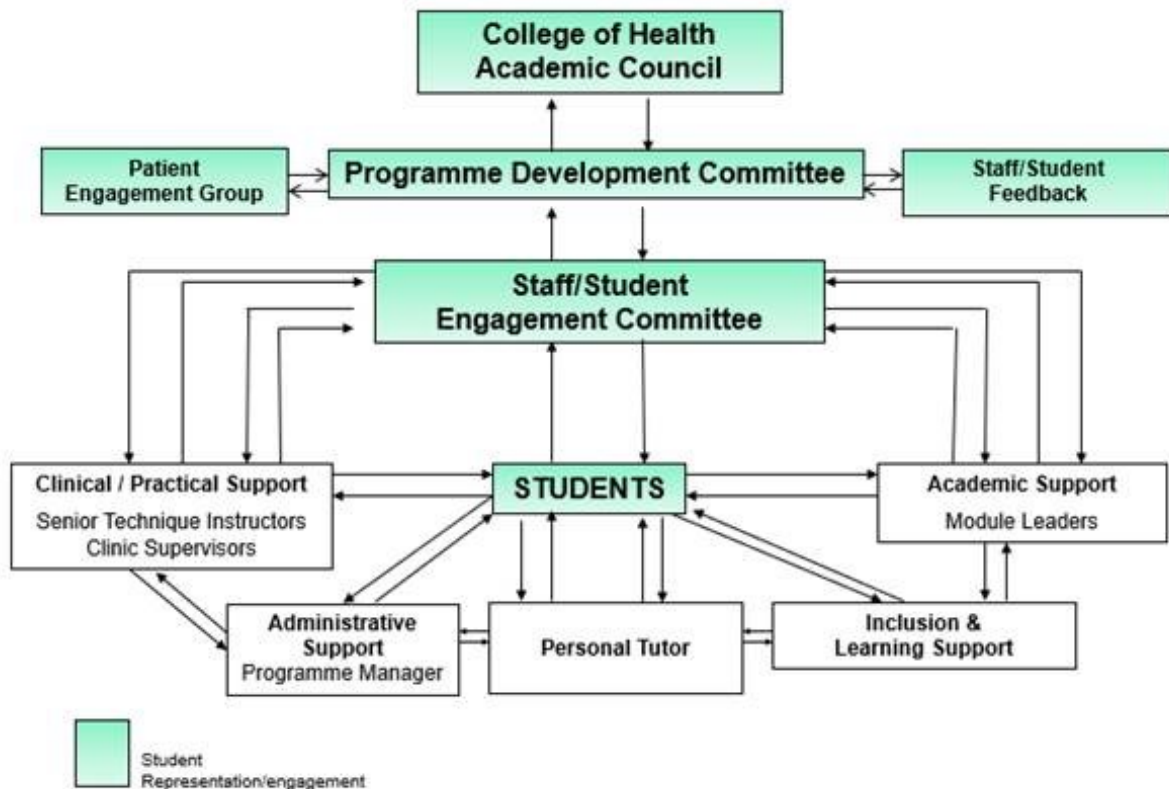 College of Health
Academic Council
Patient
Engagement Group
Programme Development Committee
Staff/Student
Feedback
Staff/Student
Engagement Committee
Clinical / Practical Support
Senior Technique Instructors
Clinic Supervisors
STUDENTS
Academic Support
Module Leaders
Administrative
Support
Programme Manager
Personal Tutor
Inclusion &
Learning Support
Student
Representation/engagement